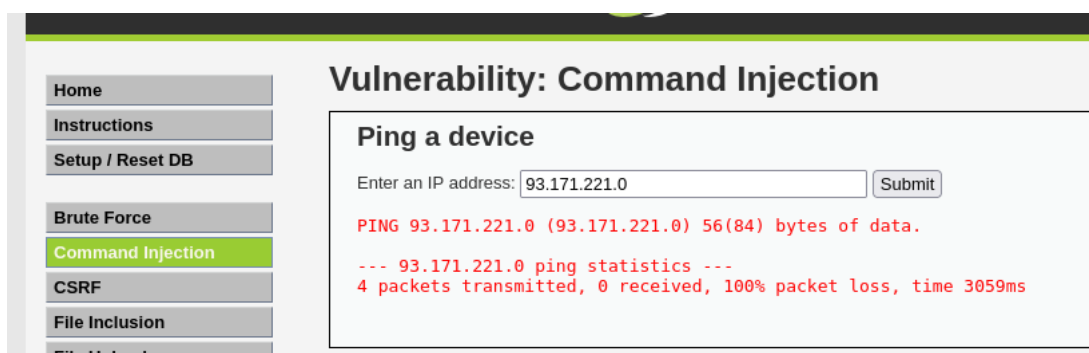 Home
Instructions
Setup / Reset DB
Brute Force
Command Injection
CSRF
File Inclusion
Vulnerability: Command Injection
Ping a device
Enter an IP address: 93.171.221.0 Submit
PING 93.171.221.0 (93.171.221.0) 56(84) bytes of data.
--- 93.171.221.0 ping statistics ---
4 packets transmitted, 0 received, 100% packet loss, time 3059ms